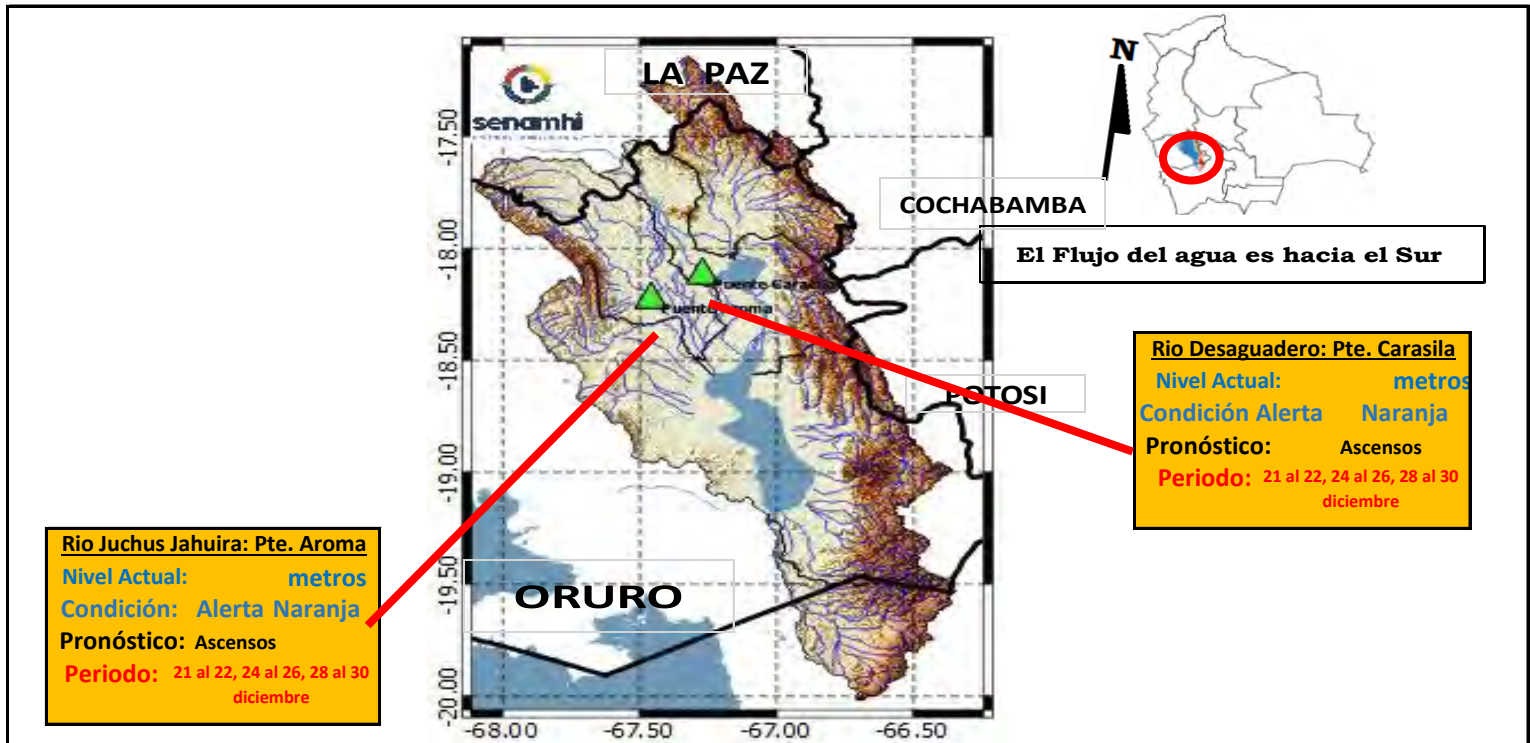 LA PAZ
senamhi
N
COCHABAMBA
El Flujo del agua es hacia el Sur
POTOSI
ORURO
Rio Desaguadero: Pte. Carasila
Nivel Actual: metros
Condición Alerta Naranja
Pronóstico: Ascensos
Periodo: 21 al 22, 24 al 26, 28 al 30
diciembre
Rio Juchus Jahuira: Pte. Aroma
Nivel Actual: metros
Condición: Alerta Naranja
Pronóstico: Ascensos
Periodo: 21 al 22, 24 al 26, 28 al 30
diciembre
Puente
Puente
-17.50
-18.00
-18.50
-19.00
-19.50
-20.00
-68.00 -67.50 -67.00 -66.50